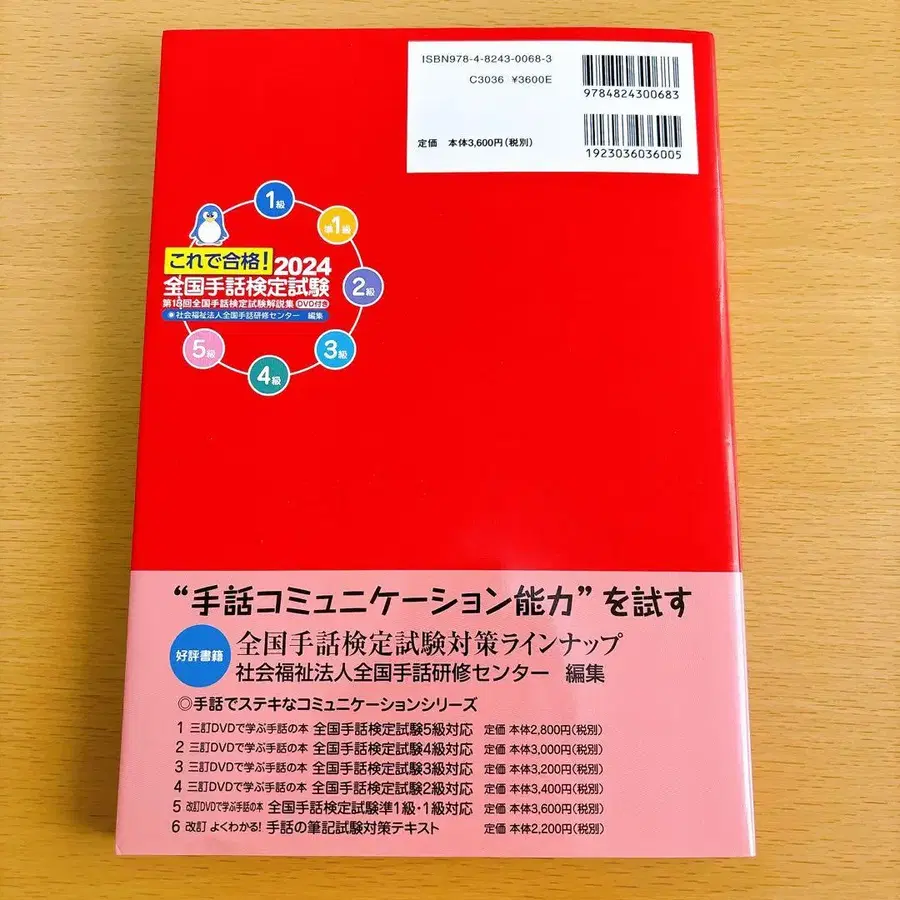 ISBN978-4-8243-0068-3
C3036 ¥3600E
定価 本体3,600円(税別)
9784824300683
1923036036005
1級
準1級
2級
3級
4級
5級
これで合格!2024
全国手話検定試験
第18回全国手話検定試験解説集 DVD付き
社会福祉法人全国手話研修センター 編集
“手話コミュニケーション能力”を試す
好評書籍
全国手話検定試験対策ラインナップ
社会福祉法人全国手話研修センター 編集
◎手話でステキなコミュニケーションシリーズ
1 三訂DVDで学ぶ手話の本 全国手話検定試験5級対応 定価 本体2,800円(税別)
2 三訂DVDで学ぶ手話の本 全国手話検定試験4級対応 定価 本体3,000円(税別)
3 三訂DVDで学ぶ手話の本 全国手話検定試験3級対応 定価 本体3,200円(税別)
4 三訂DVDで学ぶ手話の本 全国手話検定試験2級対応 定価 本体3,400円(税別)
5 改訂DVDで学ぶ手話の本 全国手話検定試験準1級・1級対応 定価 本体3,600円(税別)
6 改訂 よくわかる! 手話の筆記試験対策テキスト 定価 本体2,200円(税別)